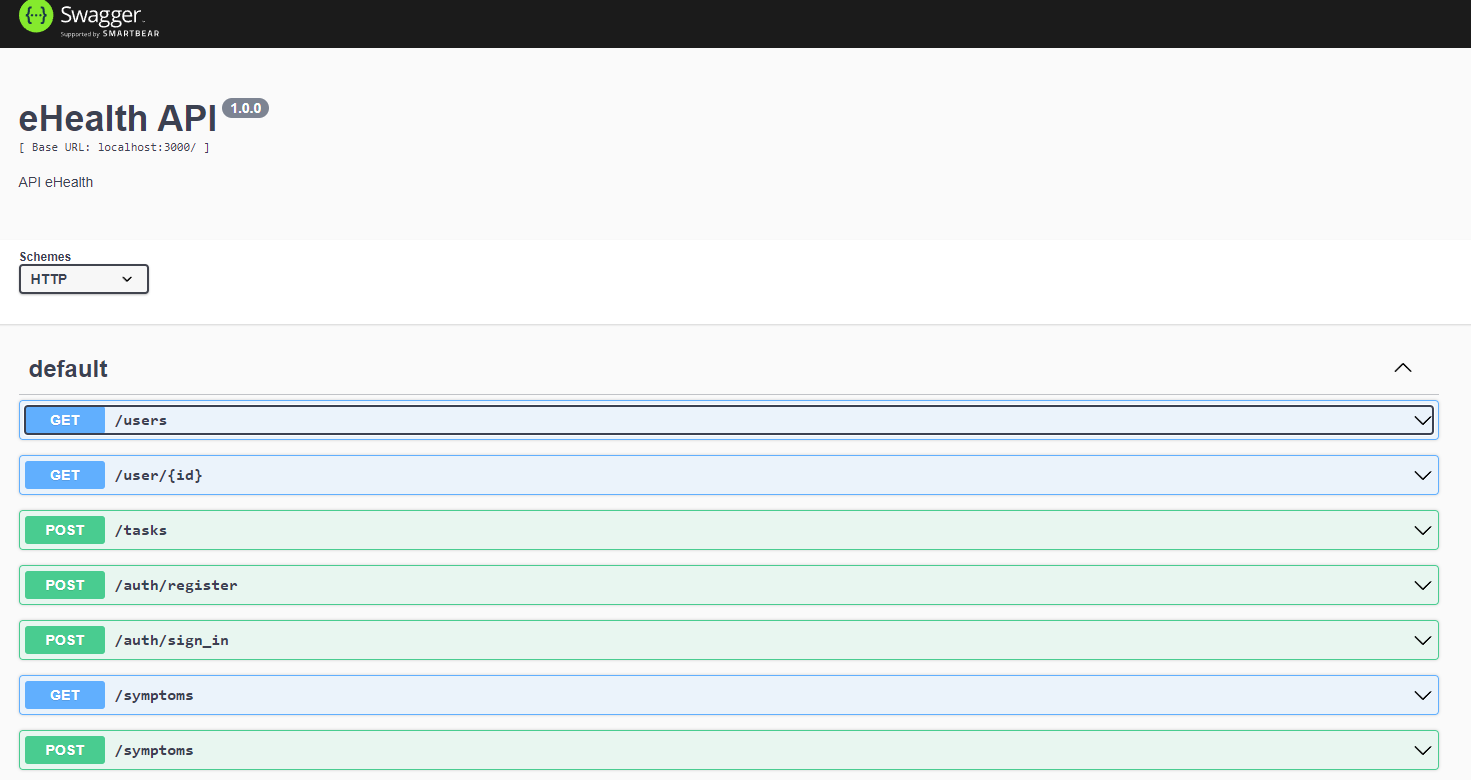 {···} Swagger.
Supported by SMARTBEAR
eHealth API 1.0.0
[ Base URL: localhost:3000/ ]
API eHealth
Schemes
HTTP
default
GET /users
GET /user/{id}
POST /tasks
POST /auth/register
POST /auth/sign_in
GET /symptoms
POST /symptoms